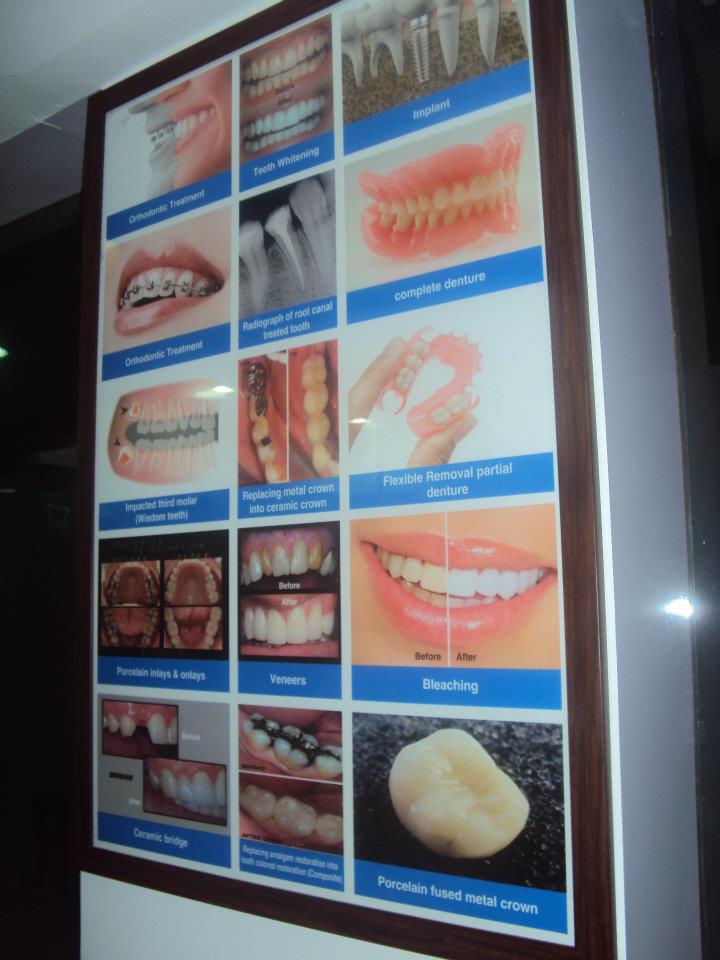 Before
After
Implant
Teeth Whitening
Orthodontic Treatment
complete denture
Radiograph of root canal
treated tooth
Orthodontic Treatment
Flexible Removal partial
denture
Replacing metal crown
into ceramic crown
Impacted third molar
(Wisdom teeth)
POSTERIOR
Before
After
Before After
Porcelain inlays & onlays
Veneers
Bleaching
Before
BRIDGE
After
BEFORE
Ceramic bridge
Replacing amalgam restoration into
tooth colored restoration (Composite)
Porcelain fused metal crown